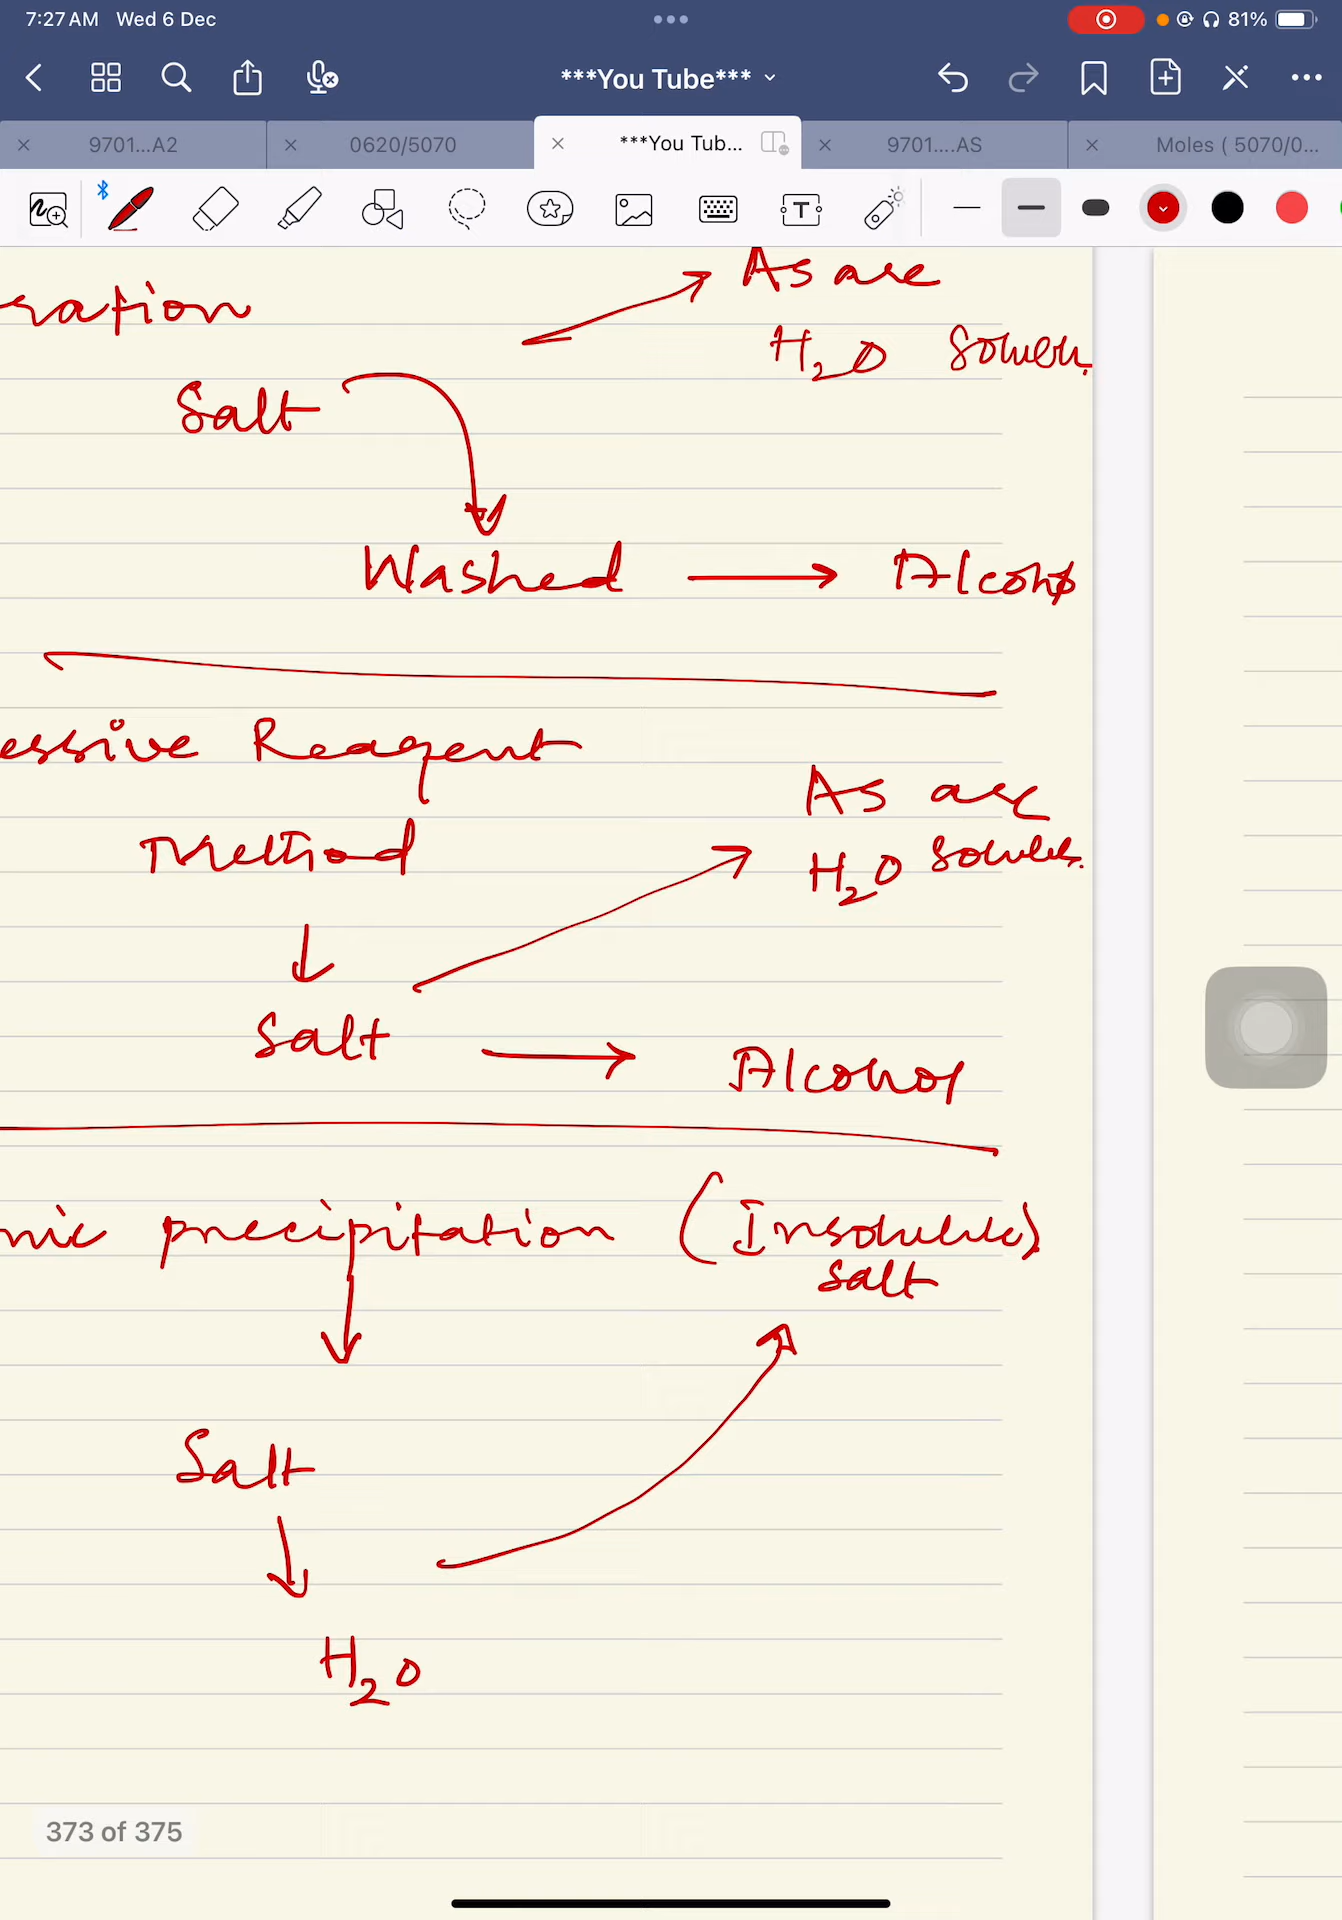 7:27 AM Wed 6 Dec
81%
***You Tube***
9701...A2
0620/5070
***You Tub...
9701....AS
Moles ( 5070/0...
T
As are
ration
H₂O Soluble
Salt
Washed → Alcohol
essive Reagent
As are
Method
H₂O soluble
Salt → Alcohol
mic precipitation (Insoluble)
salt
Salt
H₂O
373 of 375